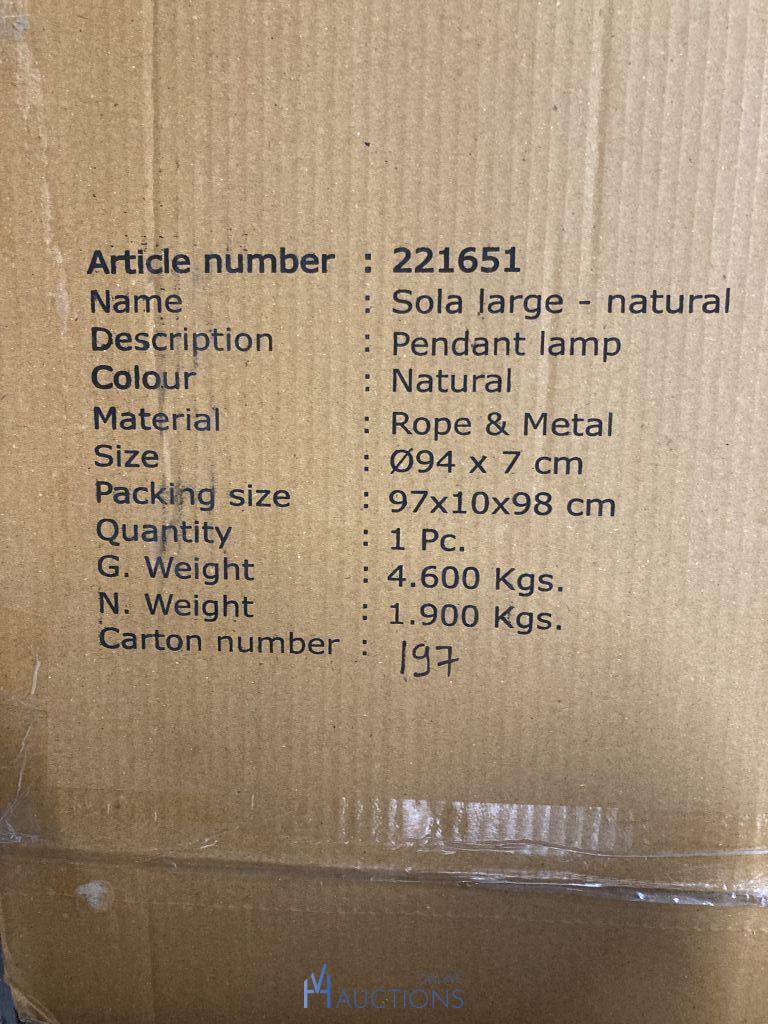 Article number : 221651
Name : Sola large - natural
Description : Pendant lamp
Colour : Natural
Material : Rope & Metal
Size : Ø94 x 7 cm
Packing size : 97x10x98 cm
Quantity : 1 Pc.
G. Weight : 4.600 Kgs.
N. Weight : 1.900 Kgs.
Carton number : 197
AUCTIONS